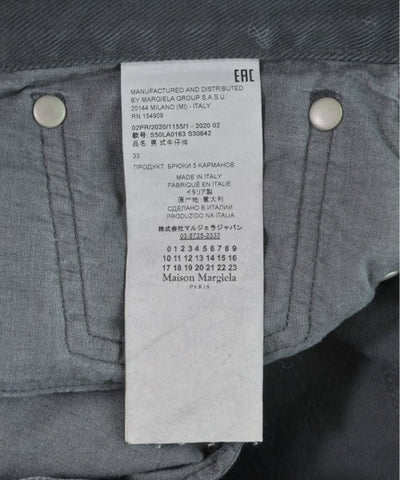 EAC
MANUFACTURED AND DISTRIBUTED
BY MARGIELA GROUP S.A.S.U.
20144 MILANO (MI) - ITALY
RN 154909
02PR/2020/1155/1 - 2020 02
款号: S50LA0163 S30642
品名: 男式牛仔裤
33
ПРОДУКТ: БРЮКИ 5 КАРМАНОВ
MADE IN ITALY
FABRIQUÉ EN ITALIE
イタリア製
原产地 意大利
СДЕЛАНО В ИТАЛИИ
PRODUZIDO NA ITALIA
株式会社マルジェラジャパン
03-5725-2333
0 1 2 3 4 5 6 7 8 9
10 11 12 13 14 15 16
17 18 19 20 21 22 23
Maison Margiela
PARIS